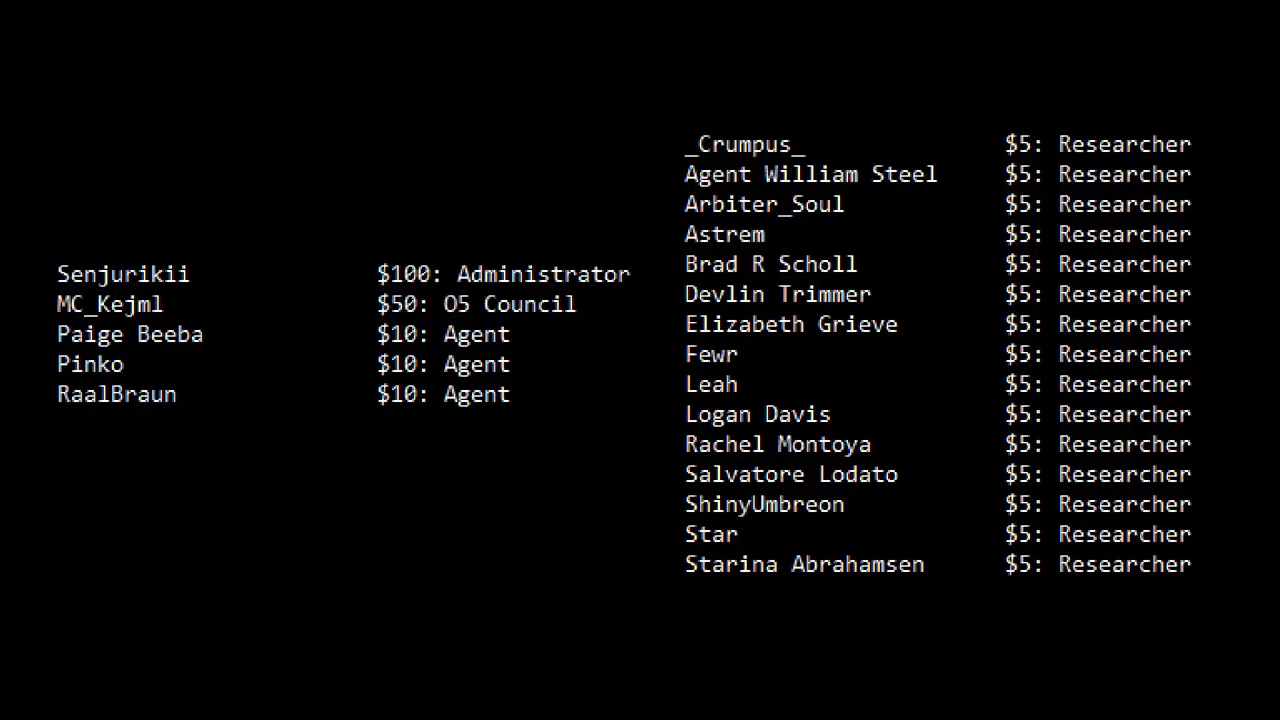 Senjurikii $100: Administrator
MC_Kejml $50: O5 Council
Paige Beeba $10: Agent
Pinko $10: Agent
RaalBraun $10: Agent
_Crumpus_ $5: Researcher
Agent William Steel $5: Researcher
Arbiter_Soul $5: Researcher
Astrem $5: Researcher
Brad R Scholl $5: Researcher
Devlin Trimmer $5: Researcher
Elizabeth Grieve $5: Researcher
Fewr $5: Researcher
Leah $5: Researcher
Logan Davis $5: Researcher
Rachel Montoya $5: Researcher
Salvatore Lodato $5: Researcher
ShinyUmbreon $5: Researcher
Star $5: Researcher
Starina Abrahamsen $5: Researcher